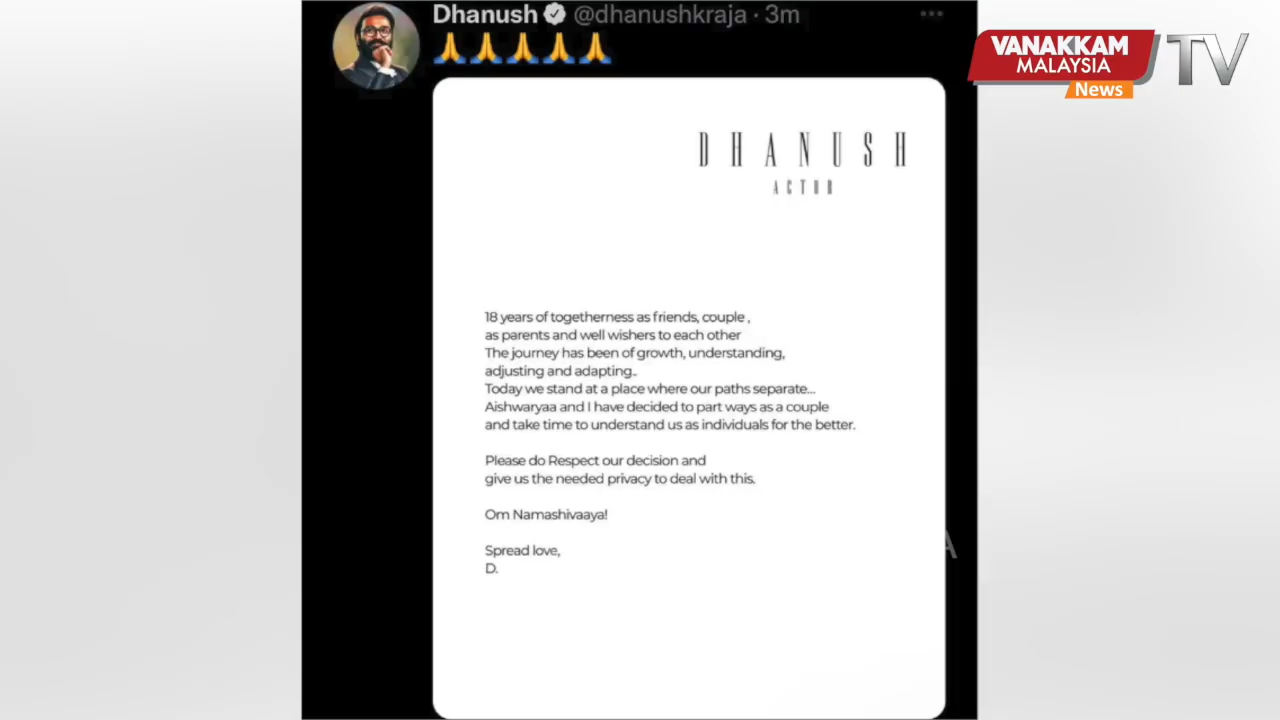 Dhanush @dhanushkraja · 3m
🙏🙏🙏🙏🙏
VANAKKAM
MALAYSIA
News
TV
DHANUSH
ACTOR
18 years of togetherness as friends, couple ,
as parents and well wishers to each other
The journey has been of growth, understanding,
adjusting and adapting..
Today we stand at a place where our paths separate...
Aishwaryaa and I have decided to part ways as a couple
and take time to understand us as individuals for the better.
Please do Respect our decision and
give us the needed privacy to deal with this.
Om Namashivaaya!
Spread love,
D.